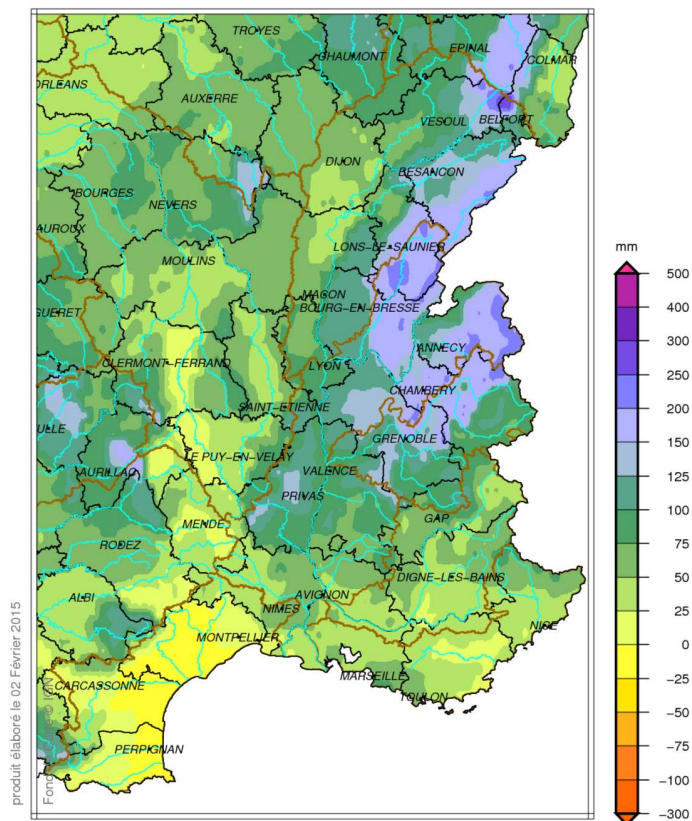 TROYES
CHAUMONT
EPINAL
COLMAR
ORLEANS
AUXERRE
VESOUL
BELFORT
DIJON
BESANCON
BOURGES
NEVERS
AUROUX
LONS-LE-SAUNIER
MOULINS
mm
500
400
300
250
200
150
125
100
75
50
25
0
-25
-50
-75
-100
-300
MACON
BOURG-EN-BRESSE
GUERET
ANNECY
CLERMONT-FERRAND
LYON
CHAMBERY
SAINT-ETIENNE
ULLE
GRENOBLE
LE PUY-EN-VELAY
AURILLAC
VALENCE
PRIVAS
GAP
MENDE
RODEZ
DIGNE-LES-BAINS
ALBI
AVIGNON
NIMES
NICE
MONTPELLIER
MARSEILLE
CARCASSONNE
TOULON
PERPIGNAN
produit élaboré le 02 Février 2015
Fond © IGN